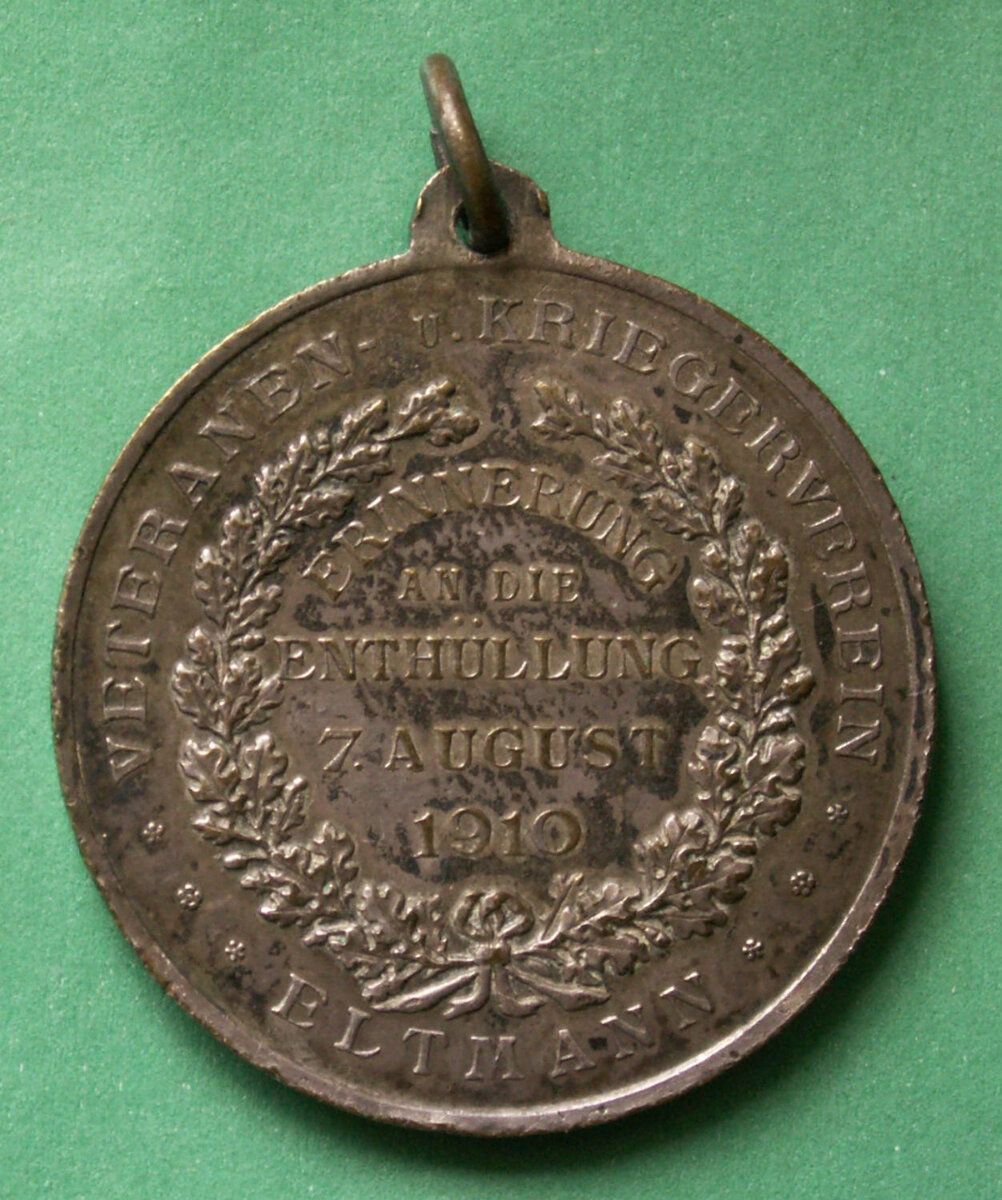 VETERANEN- U. KRIEGERVEREIN
ERINNERUNG
AN DIE
ENTHÜLLUNG
7. AUGUST
1910
ELTMANN